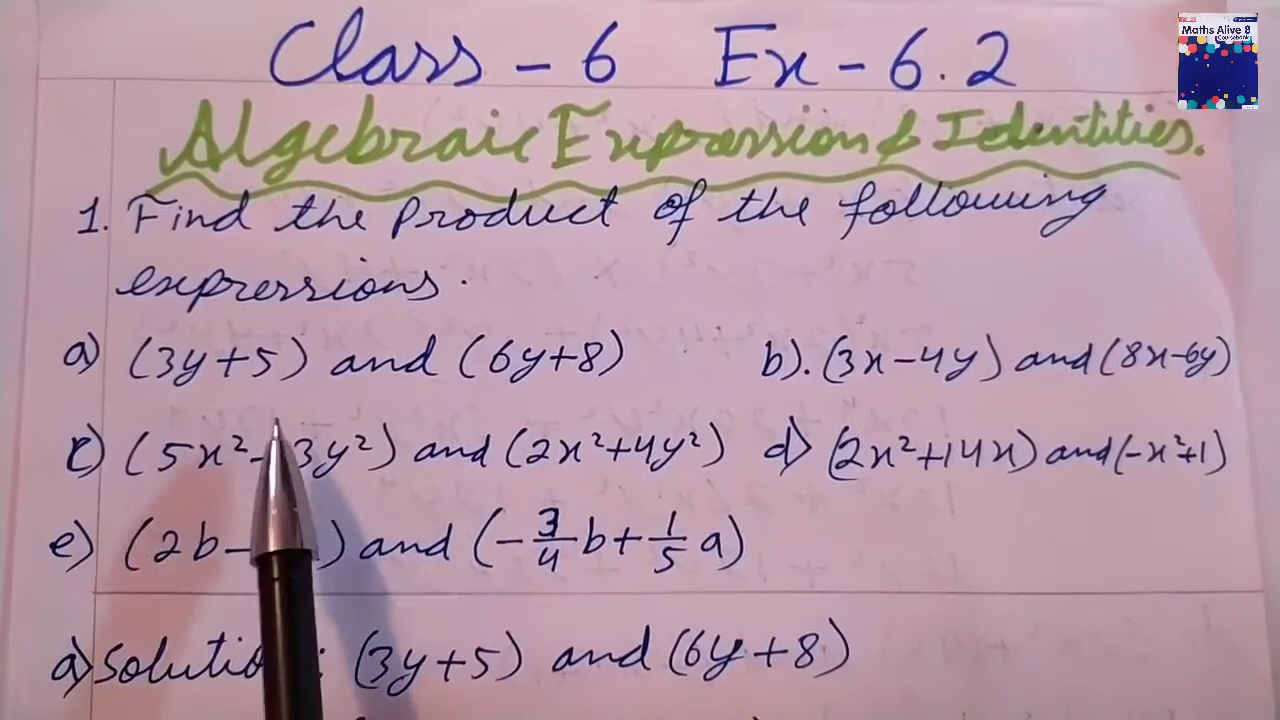 Maths Alive 8
Coursebook
Class - 6 Ex - 6.2
Algebraic Expression & Identities.
1. Find the product of the following
expressions.
a) (3y+5) and (6y+8) b). (3x-4y) and (8x-6y)
c) (5x²- 3y²) and (2x²+4y²) d) (2x²+14x) and (-x²+1)
e) (2b- ) and (-3/4 b+1/5 a)
a) Soluti : (3y+5) and (6y+8)